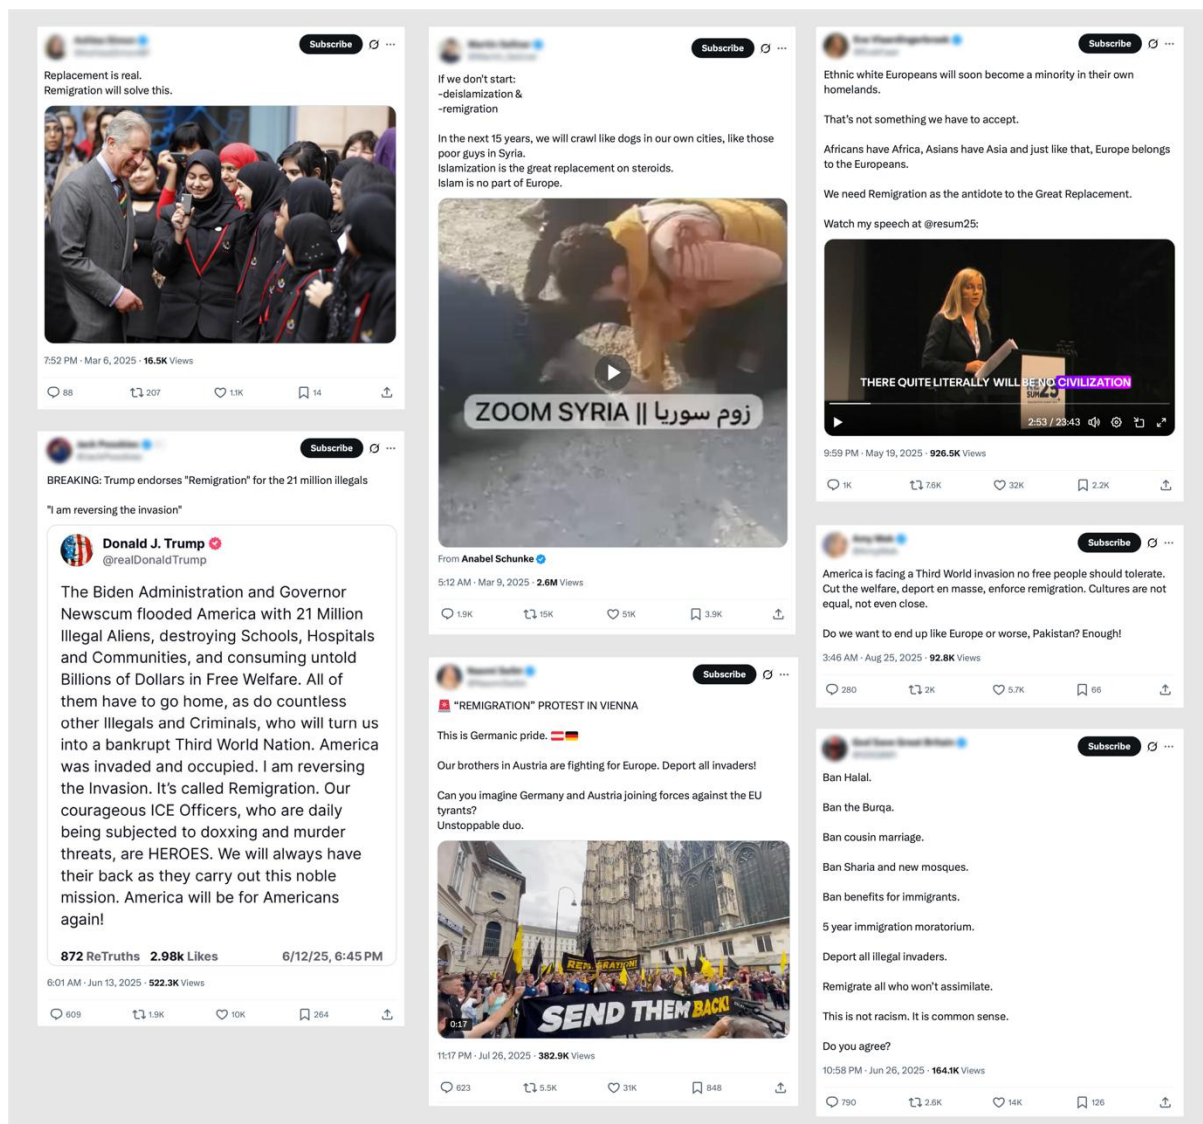 Subscribe
Replacement is real.
Remigration will solve this.
7:52 PM · Mar 6, 2025 · 16.5K Views
88 207 1.1K 14
Subscribe
BREAKING: Trump endorses "Remigration" for the 21 million illegals
"I am reversing the invasion"
Donald J. Trump
@realDonaldTrump
The Biden Administration and Governor
Newscum flooded America with 21 Million
Illegal Aliens, destroying Schools, Hospitals
and Communities, and consuming untold
Billions of Dollars in Free Welfare. All of
them have to go home, as do countless
other Illegals and Criminals, who will turn us
into a bankrupt Third World Nation. America
was invaded and occupied. I am reversing
the Invasion. It's called Remigration. Our
courageous ICE Officers, who are daily
being subjected to doxxing and murder
threats, are HEROES. We will always have
their back as they carry out this noble
mission. America will be for Americans
again!
872 ReTruths 2.98k Likes 6/12/25, 6:45 PM
6:01 AM · Jun 13, 2025 · 522.3K Views
609 1.9K 10K 264
Subscribe
If we don't start:
-deislamization &
-remigration
In the next 15 years, we will crawl like dogs in our own cities, like those
poor guys in Syria.
Islamization is the great replacement on steroids.
Islam is no part of Europe.
ZOOM SYRIA || زوم سوريا
From Anabel Schunke
5:12 AM · Mar 9, 2025 · 2.6M Views
1.9K 15K 51K 3.9K
Subscribe
🚨 “REMIGRATION” PROTEST IN VIENNA
This is Germanic pride. 🇦🇹🇩🇪
Our brothers in Austria are fighting for Europe. Deport all invaders!
Can you imagine Germany and Austria joining forces against the EU
tyrants?
Unstoppable duo.
REMIGRATION!
SEND THEM BACK!
0:17
11:17 PM · Jul 26, 2025 · 382.9K Views
623 5.5K 31K 848
Subscribe
Ethnic white Europeans will soon become a minority in their own
homelands.
That's not something we have to accept.
Africans have Africa, Asians have Asia and just like that, Europe belongs
to the Europeans.
We need Remigration as the antidote to the Great Replacement.
Watch my speech at @resum25:
THERE QUITE LITERALLY WILL BE NO CIVILIZATION
2:53 / 23:43
9:59 PM · May 19, 2025 · 926.5K Views
1K 7.6K 32K 2.2K
Subscribe
America is facing a Third World invasion no free people should tolerate.
Cut the welfare, deport en masse, enforce remigration. Cultures are not
equal, not even close.
Do we want to end up like Europe or worse, Pakistan? Enough!
3:46 AM · Aug 25, 2025 · 92.8K Views
280 2K 5.7K 66
Subscribe
Ban Halal.
Ban the Burqa.
Ban cousin marriage.
Ban Sharia and new mosques.
Ban benefits for immigrants.
5 year immigration moratorium.
Deport all illegal invaders.
Remigrate all who won't assimilate.
This is not racism. It is common sense.
Do you agree?
10:58 PM · Jun 26, 2025 · 164.1K Views
790 2.6K 14K 126